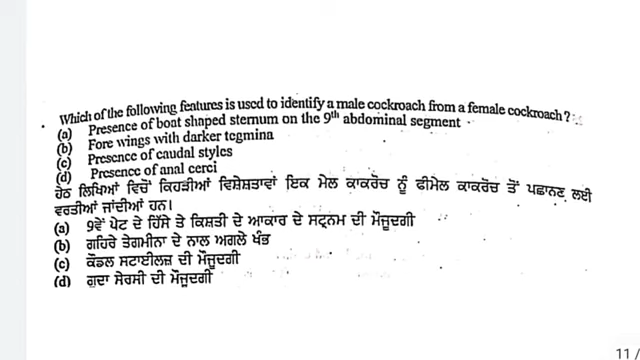 Which of the following features is used to identify a male cockroach from a female cockroach?
(a) Presence of boat shaped sternum on the 9th abdominal segment
(b) Fore wings with darker tegmina
(c) Presence of caudal styles
(d) Presence of anal cerci
ਹੇਠ ਲਿਖਿਆਂ ਵਿਚੋਂ ਕਿਹੜੀਆਂ ਵਿਸ਼ੇਸ਼ਤਾਵਾਂ ਇਕ ਮੇਲ ਕਾਕਰੋਚ ਨੂੰ ਫੀਮੇਲ ਕਾਕਰੋਚ ਤੋਂ ਪਛਾਨਣ ਲਈ
ਵਰਤੀਆਂ ਜਾਂਦੀਆਂ ਹਨ।
(a) 9ਵੇਂ ਪੇਟ ਦੇ ਹਿੱਸੇ ਤੇ ਕਿਸ਼ਤੀ ਦੇ ਆਕਾਰ ਦੇ ਸਟ੍ਰਨਮ ਦੀ ਮੌਜੂਦਗੀ
(b) ਗਹਿਰੇ ਤੇਗਮੀਨਾ ਦੇ ਨਾਲ ਅਗਲੇ ਖੰਭ
(c) ਕੌਡਲ ਸਟਾਈਲਜ਼ ਦੀ ਮੌਜੂਦਗੀ
(d) ਗੁਦਾ ਸੇਰਸੀ ਦੀ ਮੌਜੂਦਗੀ
11 /